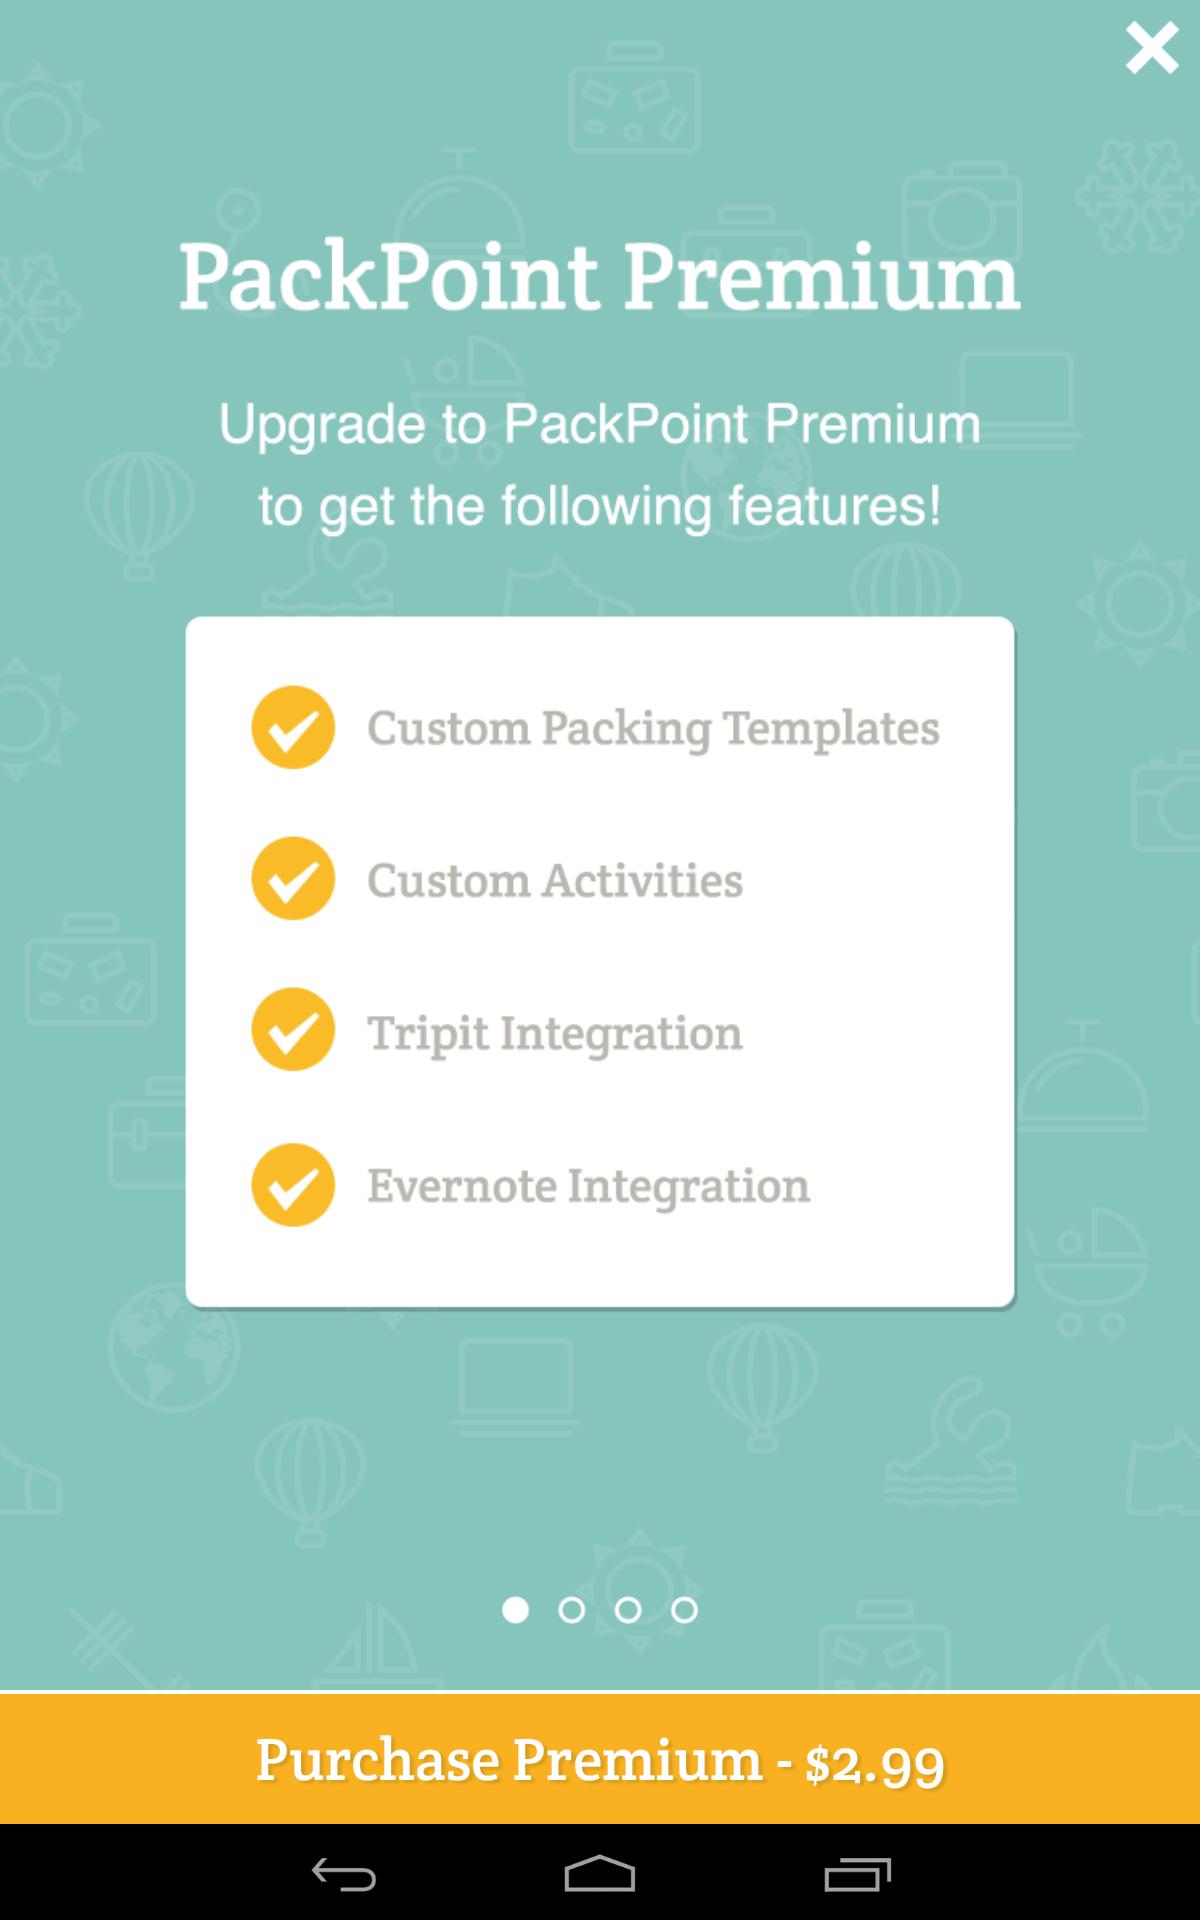 PackPoint Premium
Upgrade to PackPoint Premium
to get the following features!
Custom Packing Templates
Custom Activities
Tripit Integration
Evernote Integration
Purchase Premium - $2.99